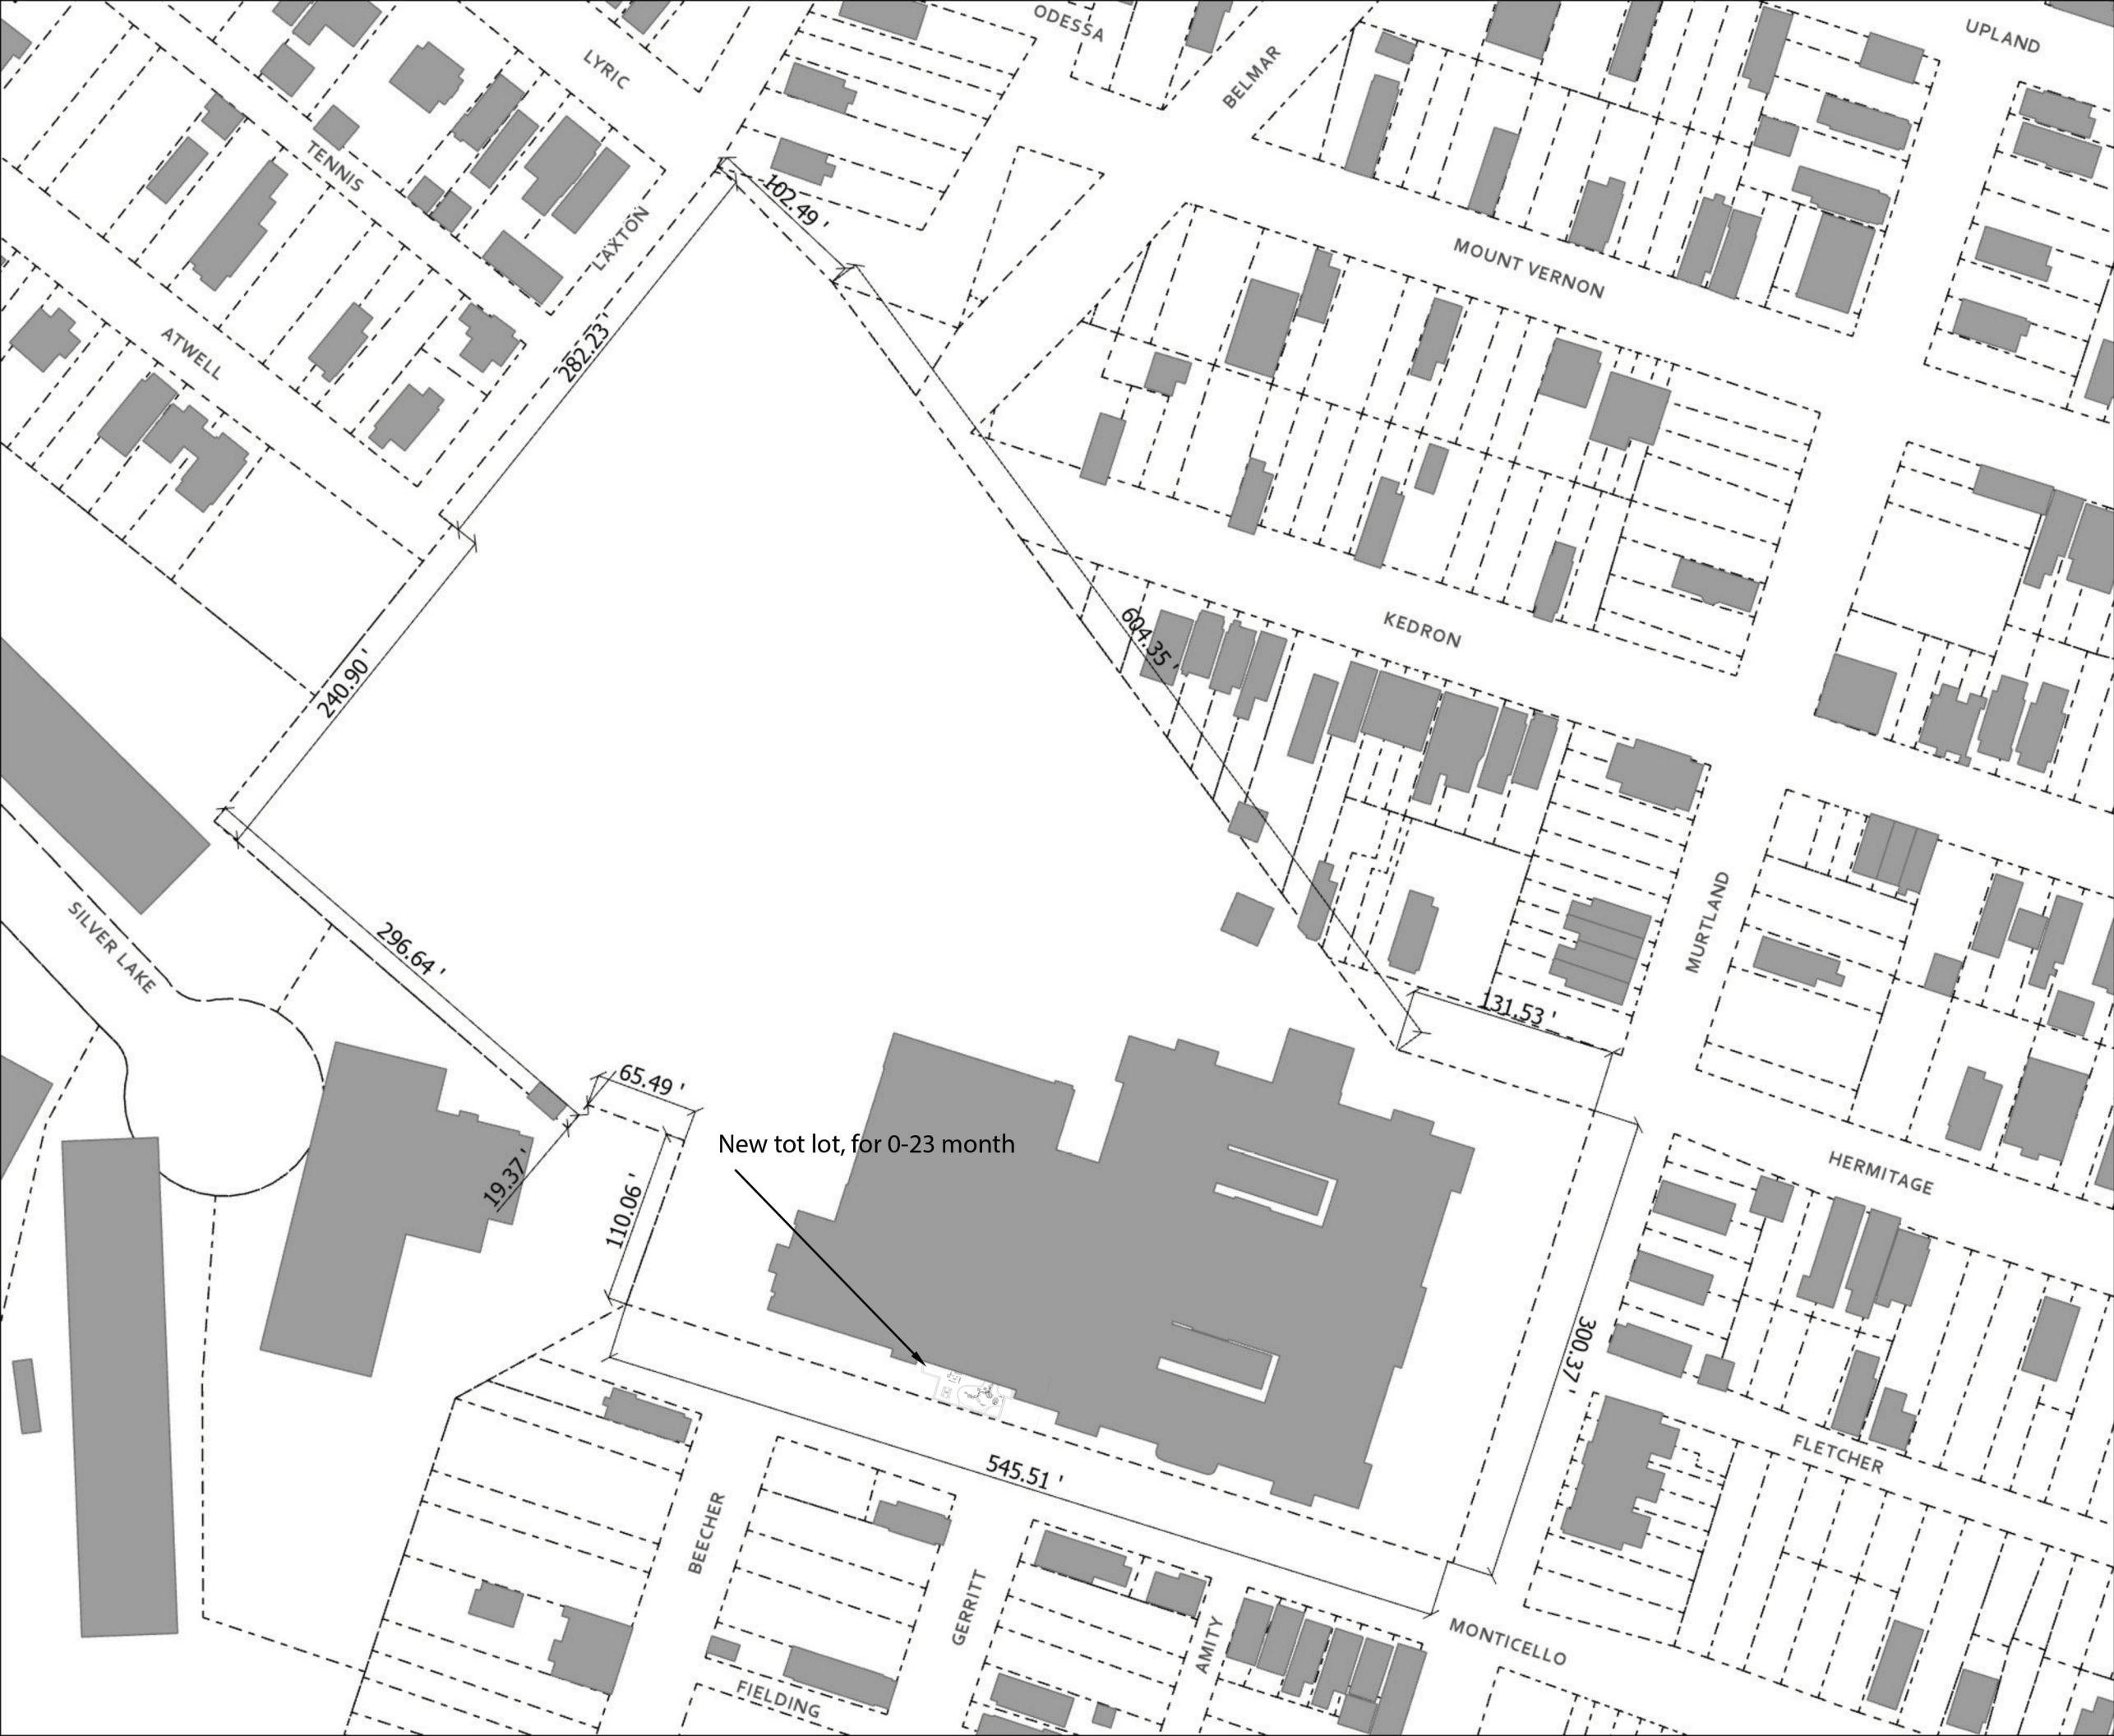 ODESSA
UPLAND
LYRIC
BELMAR
TENNIS
102.49 '
LAXTON
MOUNT VERNON
ATWELL
282.23 '
KEDRON
604.35 '
240.90 '
SILVER LAKE
296.64 '
MURTLAND
131.53 '
65.49 '
New tot lot, for 0-23 month
19.37 '
110.06 '
HERMITAGE
300.37 '
FLETCHER
545.51 '
BEECHER
GERRITT
AMITY
MONTICELLO
FIELDING